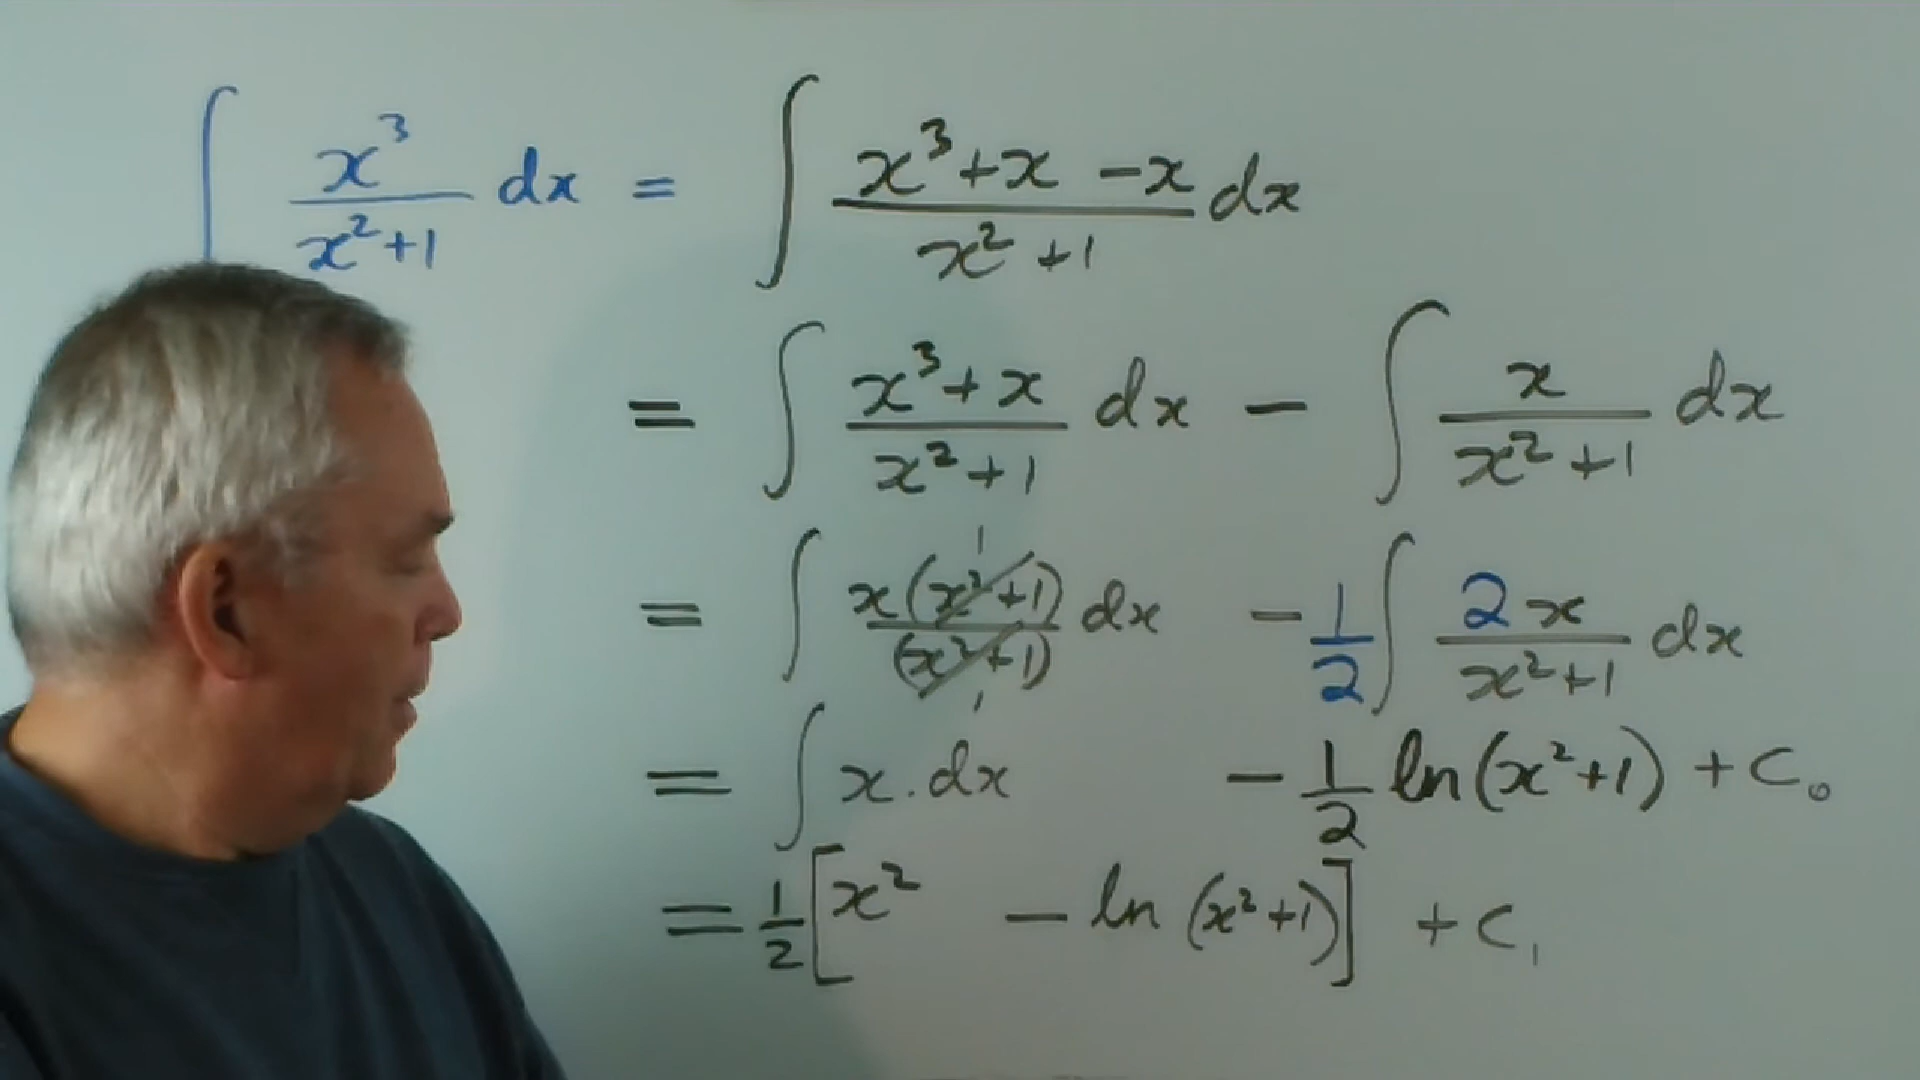 ∫ x³/(x²+1) dx = ∫ (x³+x −x)/(x²+1) dx
= ∫ (x³+x)/(x²+1) dx − ∫ x/(x²+1) dx
= ∫ x(x²+1)/(x²+1) dx − 1/2 ∫ 2x/(x²+1) dx
= ∫ x.dx − 1/2 ln(x²+1) + C₀
= 1/2 [x² − ln(x²+1)] + C₁